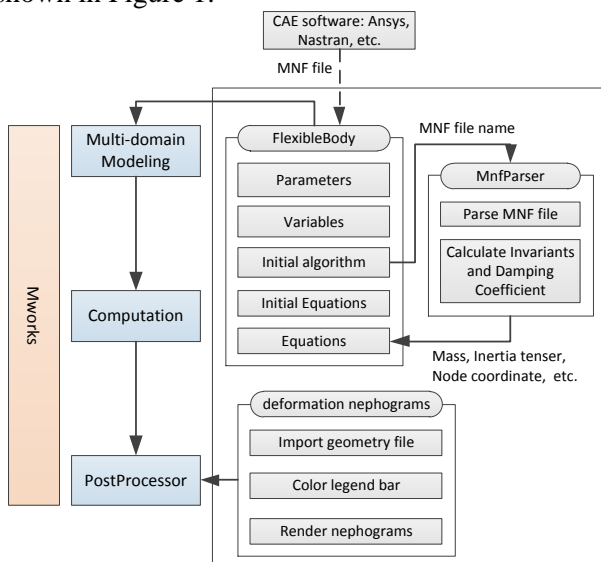 shown in Figure 1.
CAE software: Ansys,
Nastran, etc.
MNF file
Mworks
Multi-domain
Modeling
Computation
PostProcessor
FlexibleBody
Parameters
Variables
Initial algorithm
Initial Equations
Equations
MNF file name
MnfParser
Parse MNF file
Calculate Invariants
and Damping
Coefficient
Mass, Inertia tenser,
Node coordinate, etc.
deformation nephograms
Import geometry file
Color legend bar
Render nephograms